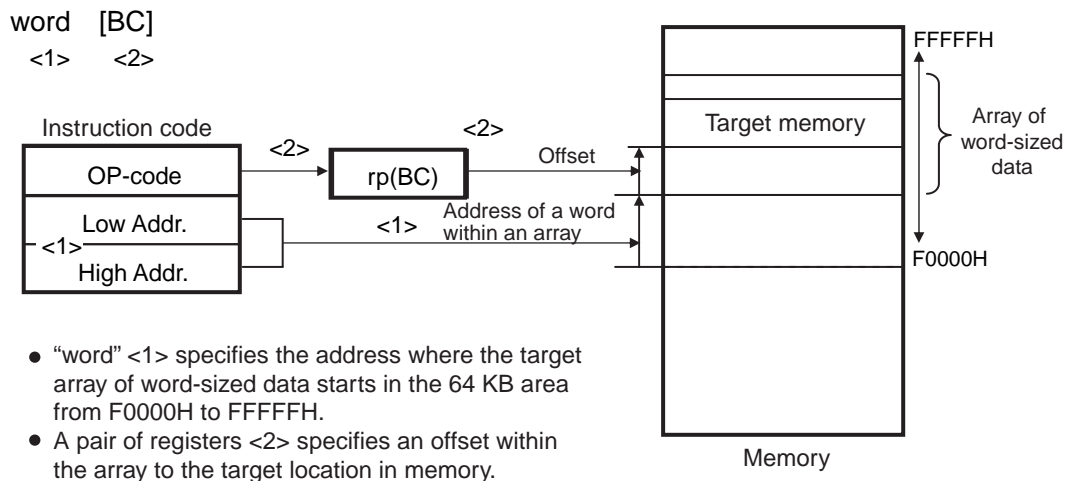 word [BC]
<1> <2>
Instruction code
OP-code
Low Addr.
<1>
High Addr.
<2>
rp(BC)
<2>
Offset
<1>
Address of a word
within an array
Target memory
FFFFFH
Array of
word-sized
data
F0000H
Memory
● “word” <1> specifies the address where the target
array of word-sized data starts in the 64 KB area
from F0000H to FFFFFH.
● A pair of registers <2> specifies an offset within
the array to the target location in memory.